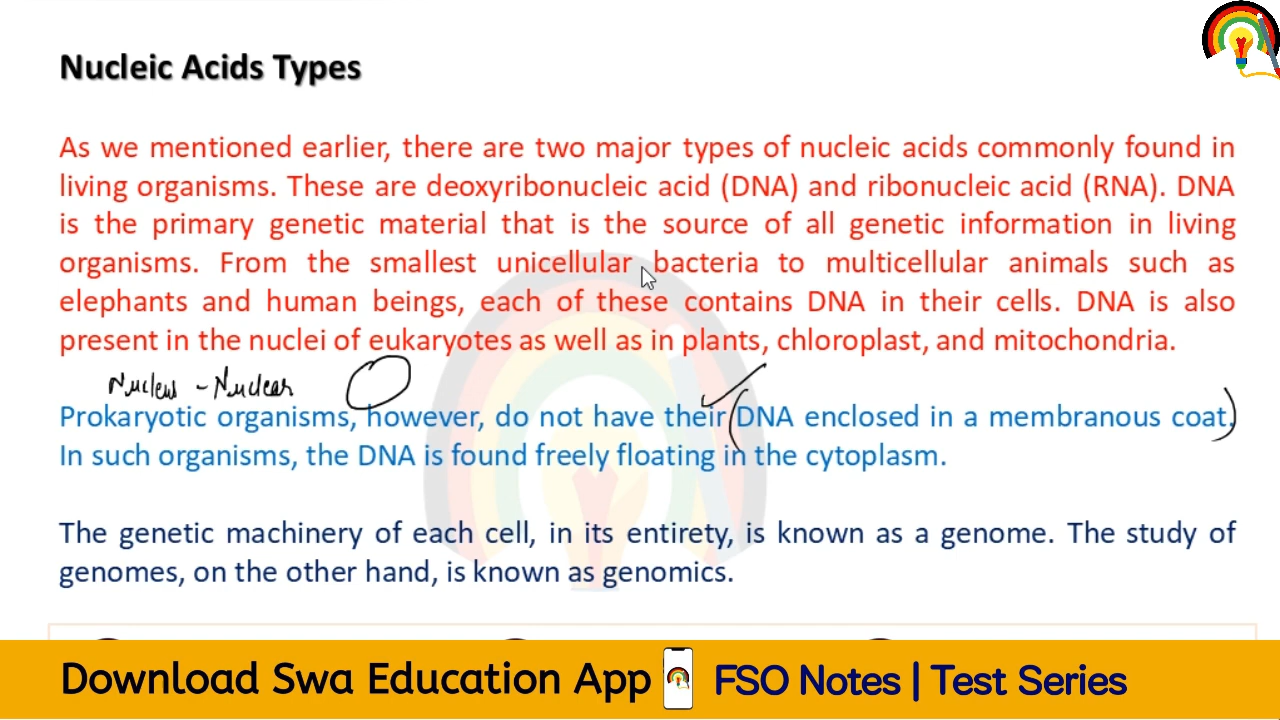 Nucleic Acids Types
As we mentioned earlier, there are two major types of nucleic acids commonly found in
living organisms. These are deoxyribonucleic acid (DNA) and ribonucleic acid (RNA). DNA
is the primary genetic material that is the source of all genetic information in living
organisms. From the smallest unicellular bacteria to multicellular animals such as
elephants and human beings, each of these contains DNA in their cells. DNA is also
present in the nuclei of eukaryotes as well as in plants, chloroplast, and mitochondria.
Nucleus - Nuclear
Prokaryotic organisms, however, do not have their (DNA enclosed in a membranous coat.)
In such organisms, the DNA is found freely floating in the cytoplasm.
The genetic machinery of each cell, in its entirety, is known as a genome. The study of
genomes, on the other hand, is known as genomics.
Download Swa Education App FSO Notes | Test Series